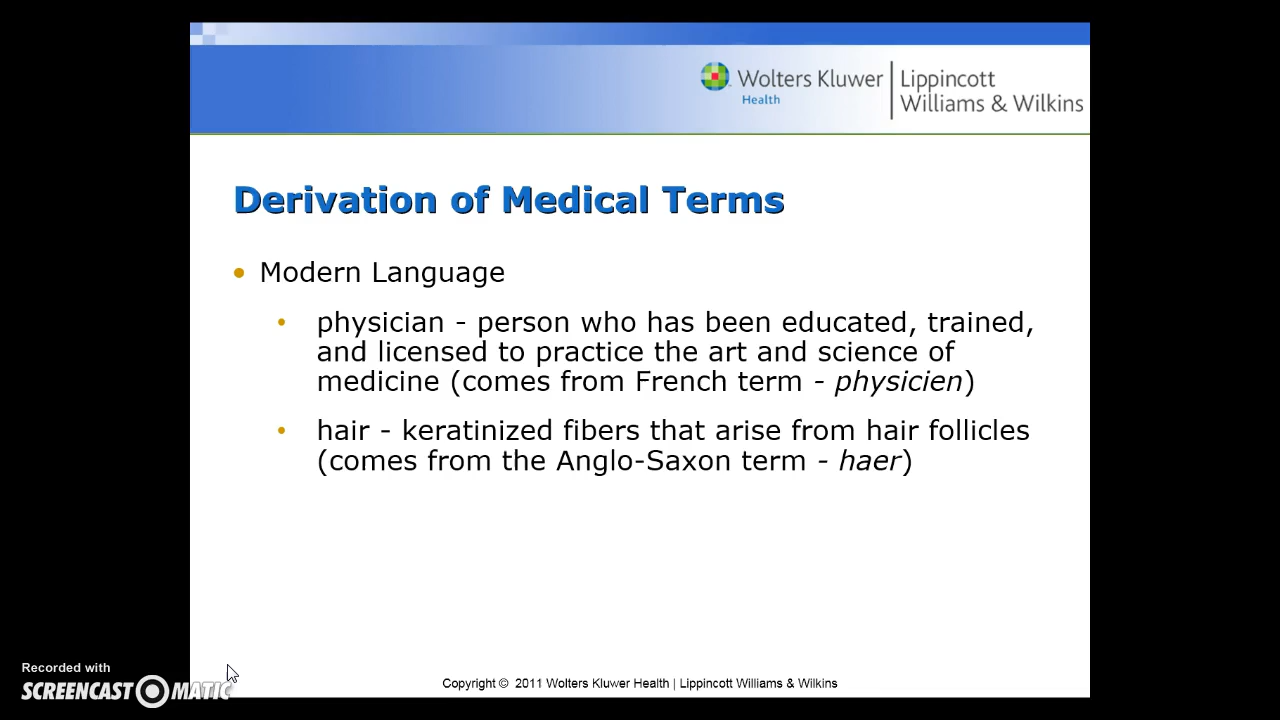 Wolters Kluwer
Health
Lippincott
Williams & Wilkins
Derivation of Medical Terms
• Modern Language
• physician - person who has been educated, trained,
and licensed to practice the art and science of
medicine (comes from French term - physicien)
• hair - keratinized fibers that arise from hair follicles
(comes from the Anglo-Saxon term - haer)
Copyright © 2011 Wolters Kluwer Health | Lippincott Williams & Wilkins
Recorded with
SCREENCAST MATIC